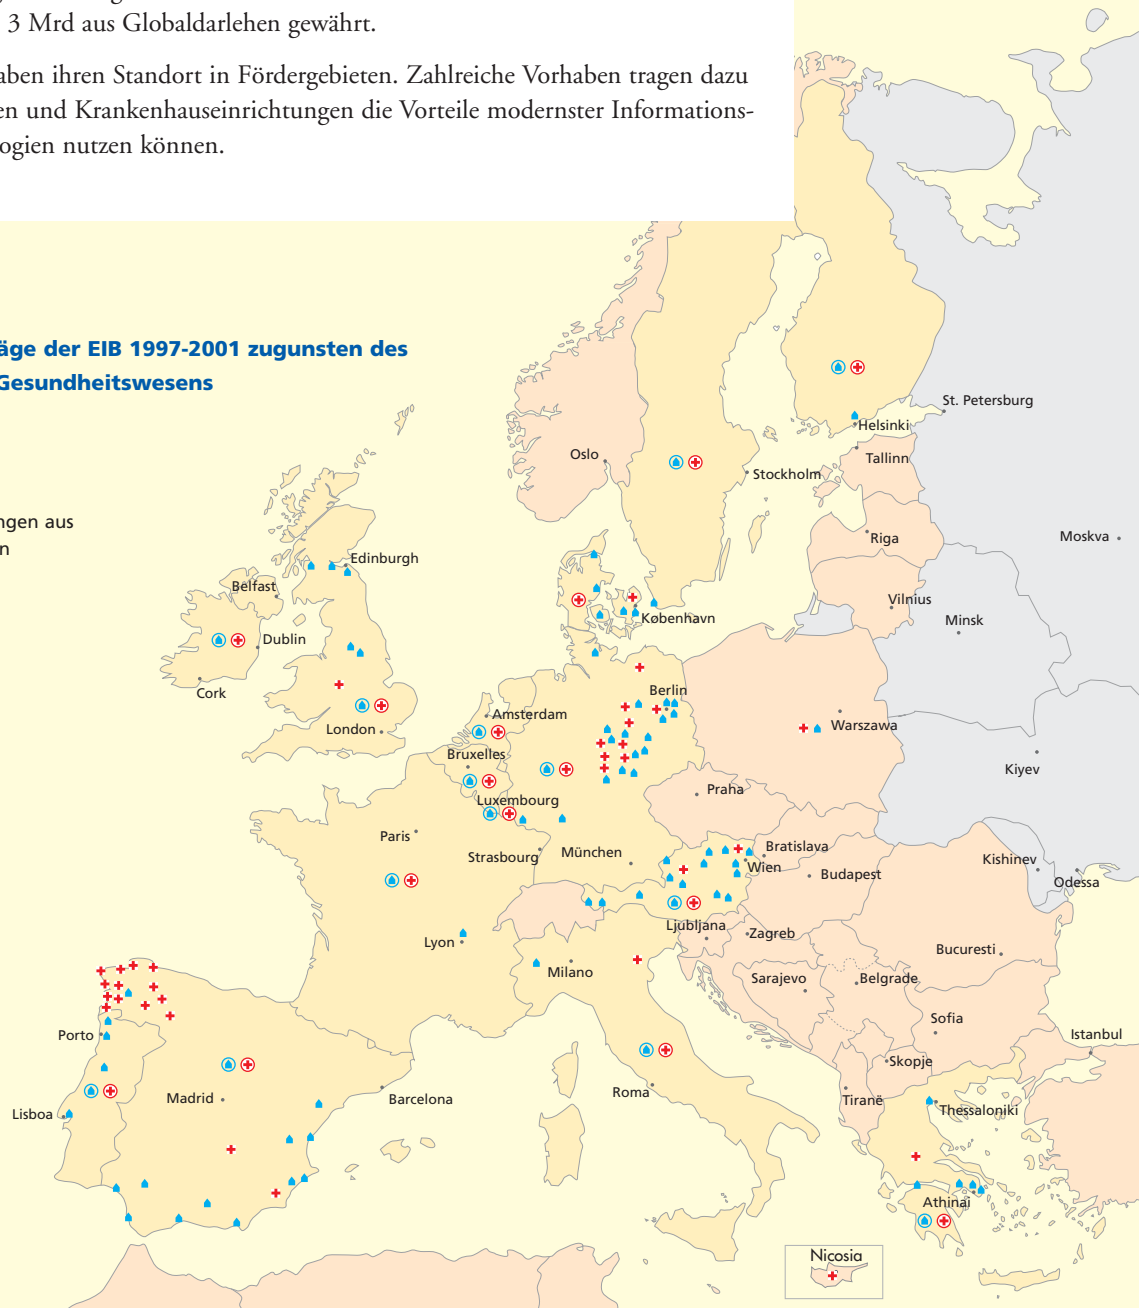 3 Mrd aus Globaldarlehen gewährt.
aben ihren Standort in Fördergebieten. Zahlreiche Vorhaben tragen dazu
en und Krankenhauseinrichtungen die Vorteile modernster Informations-
ogien nutzen können.
äge der EIB 1997-2001 zugunsten des
Gesundheitswesens
ngen aus
n
St. Petersburg
Helsinki
Oslo
Tallinn
Stockholm
Moskva
Riga
Edinburgh
Belfast
Vilnius
København
Minsk
Dublin
Cork
Berlin
Amsterdam
London
Warszawa
Bruxelles
Kiyev
Praha
Luxembourg
Paris
Bratislava
München
Strasbourg
Kishinev
Wien
Budapest
Odessa
Ljubljana
Zagreb
Lyon
Bucuresti
Milano
Sarajevo
Belgrade
Sofia
Porto
Istanbul
Skopje
Roma
Madrid
Barcelona
Tiranë
Thessaloniki
Lisboa
Athinai
Nicosia